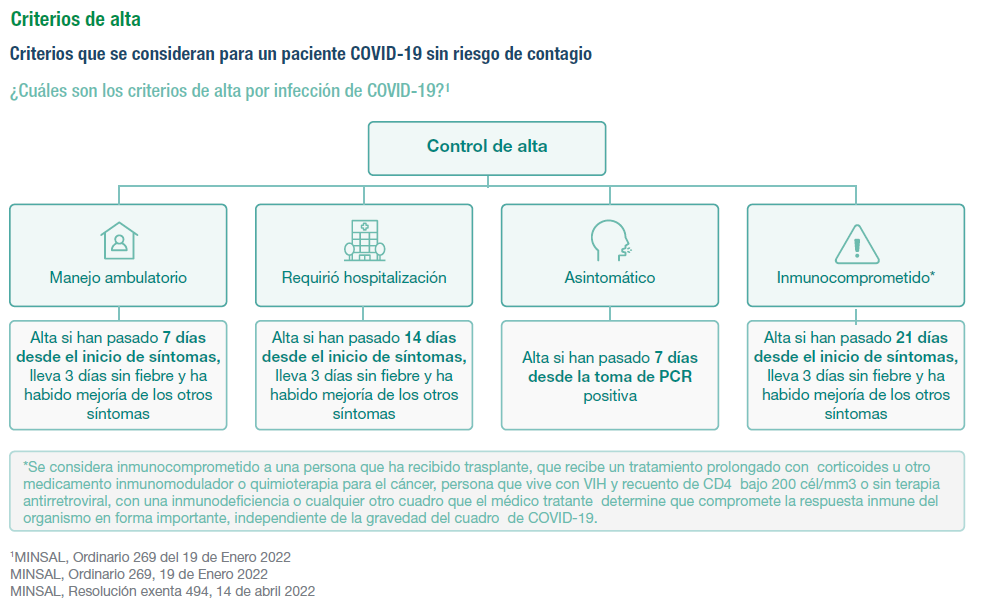 Criterios de alta
Criterios que se consideran para un paciente COVID-19 sin riesgo de contagio
¿Cuáles son los criterios de alta por infección de COVID-19?¹
Control de alta
Manejo ambulatorio
Alta si han pasado 7 días
desde el inicio de síntomas,
lleva 3 días sin fiebre y ha
habido mejoría de los otros
síntomas
Requirió hospitalización
Alta si han pasado 14 días
desde el inicio de síntomas,
lleva 3 días sin fiebre y ha
habido mejoría de los otros
síntomas
Asintomático
Alta si han pasado 7 días
desde la toma de PCR
positiva
Inmunocomprometido*
Alta si han pasado 21 días
desde el inicio de síntomas,
lleva 3 días sin fiebre y ha
habido mejoría de los otros
síntomas
*Se considera inmunocomprometido a una persona que ha recibido trasplante, que recibe un tratamiento prolongado con corticoides u otro
medicamento inmunomodulador o quimioterapia para el cáncer, persona que vive con VIH y recuento de CD4 bajo 200 cél/mm3 o sin terapia
antirretroviral, con una inmunodeficiencia o cualquier otro cuadro que el médico tratante determine que compromete la respuesta inmune del
organismo en forma importante, independiente de la gravedad del cuadro de COVID-19.
¹MINSAL, Ordinario 269 del 19 de Enero 2022
MINSAL, Ordinario 269, 19 de Enero 2022
MINSAL, Resolución exenta 494, 14 de abril 2022